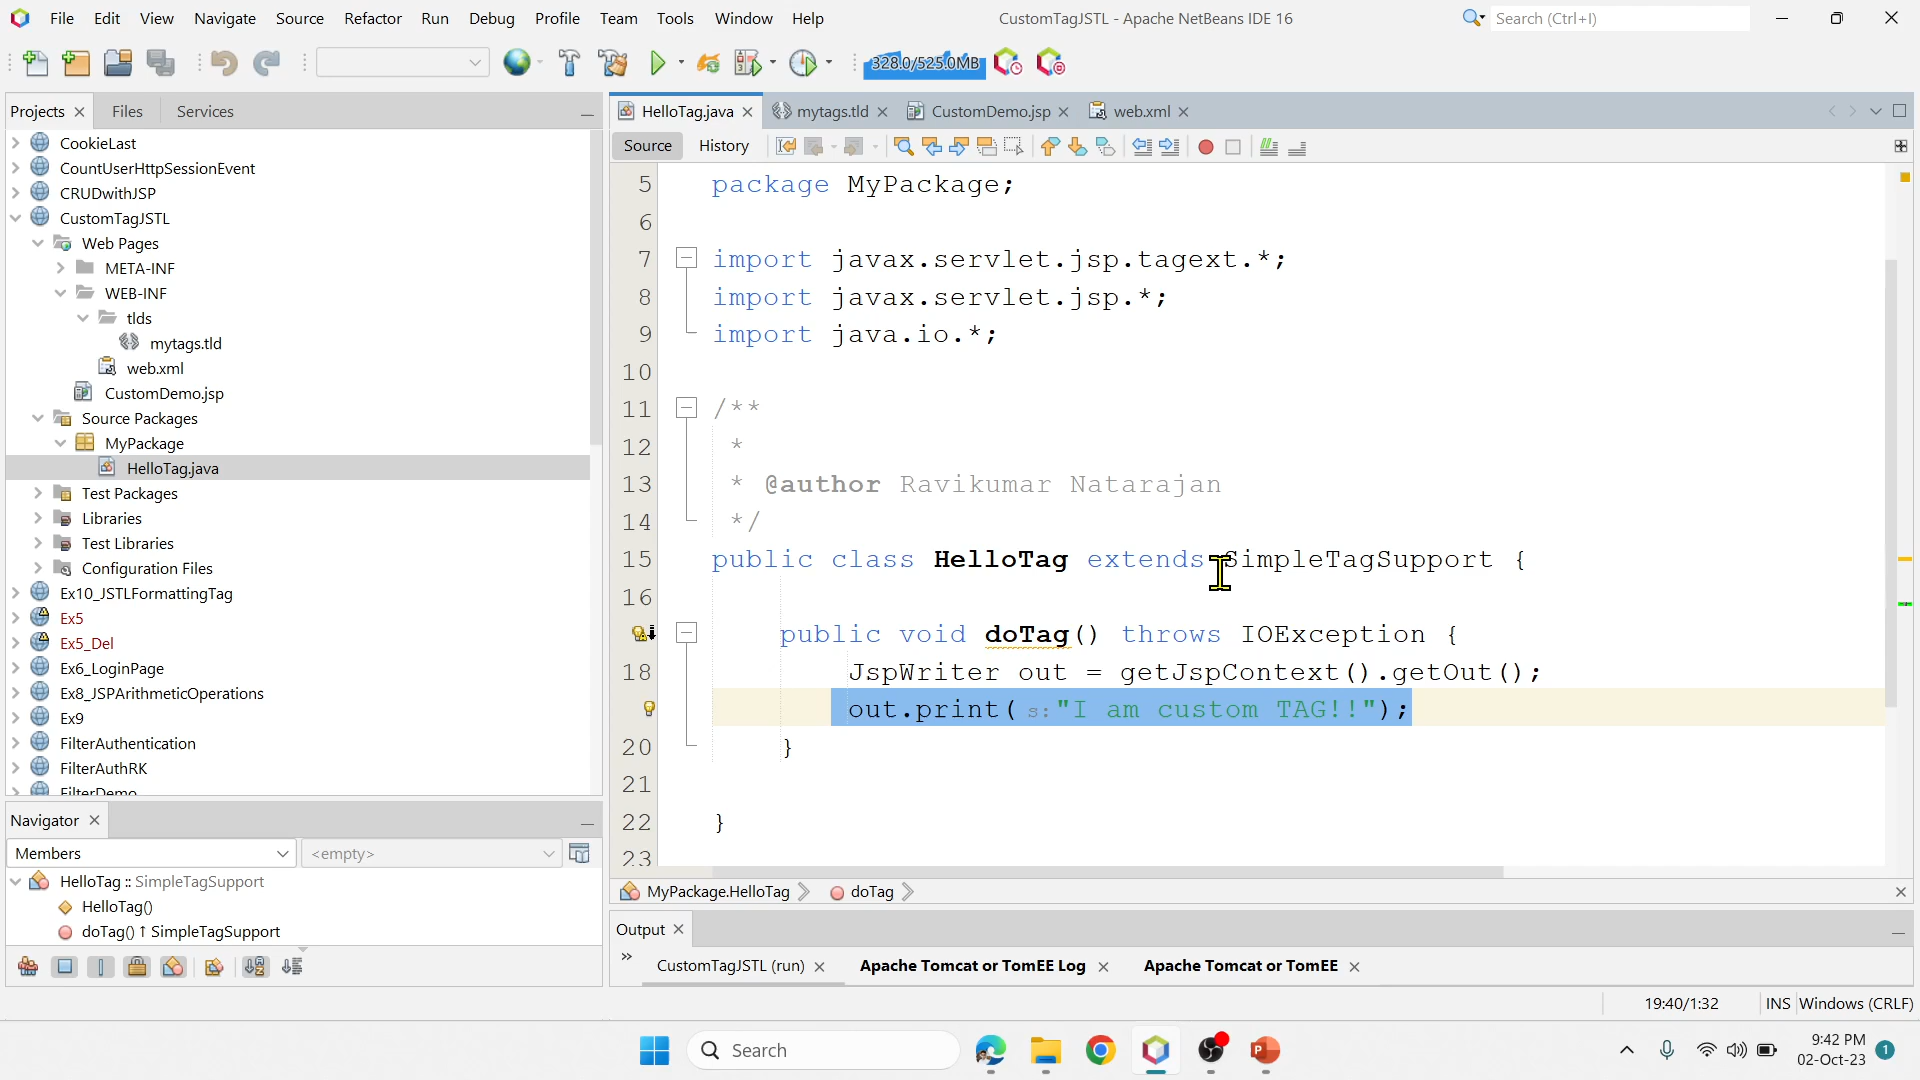 File Edit View Navigate Source Refactor Run Debug Profile Team Tools Window Help
CustomTagJSTL - Apache NetBeans IDE 16
Search (Ctrl+I)
328.0/525.0MB
Projects Files Services
CookieLast
CountUserHttpSessionEvent
CRUDwithJSP
CustomTagJSTL
Web Pages
META-INF
WEB-INF
tlds
mytags.tld
web.xml
CustomDemo.jsp
Source Packages
MyPackage
HelloTag.java
Test Packages
Libraries
Test Libraries
Configuration Files
Ex10_JSTLFormattingTag
Ex5
Ex5_Del
Ex6_LoginPage
Ex8_JSPArithmeticOperations
Ex9
FilterAuthentication
FilterAuthRK
FilterDemo
Navigator
Members
<empty>
HelloTag :: SimpleTagSupport
HelloTag()
doTag() ↑ SimpleTagSupport
HelloTag.java mytags.tld CustomDemo.jsp web.xml
Source History
5 package MyPackage;
6
7 import javax.servlet.jsp.tagext.*;
8 import javax.servlet.jsp.*;
9 import java.io.*;
10
11 /**
12 *
13 * @author Ravikumar Natarajan
14 */
15 public class HelloTag extends SimpleTagSupport {
16
public void doTag() throws IOException {
18 JspWriter out = getJspContext().getOut();
out.print( s: "I am custom TAG!!");
20 }
21
22 }
23
MyPackage.HelloTag doTag
Output
CustomTagJSTL (run) Apache Tomcat or TomEE Log Apache Tomcat or TomEE
19:40/1:32 INS Windows (CRLF)
Search
9:42 PM
02-Oct-23
1